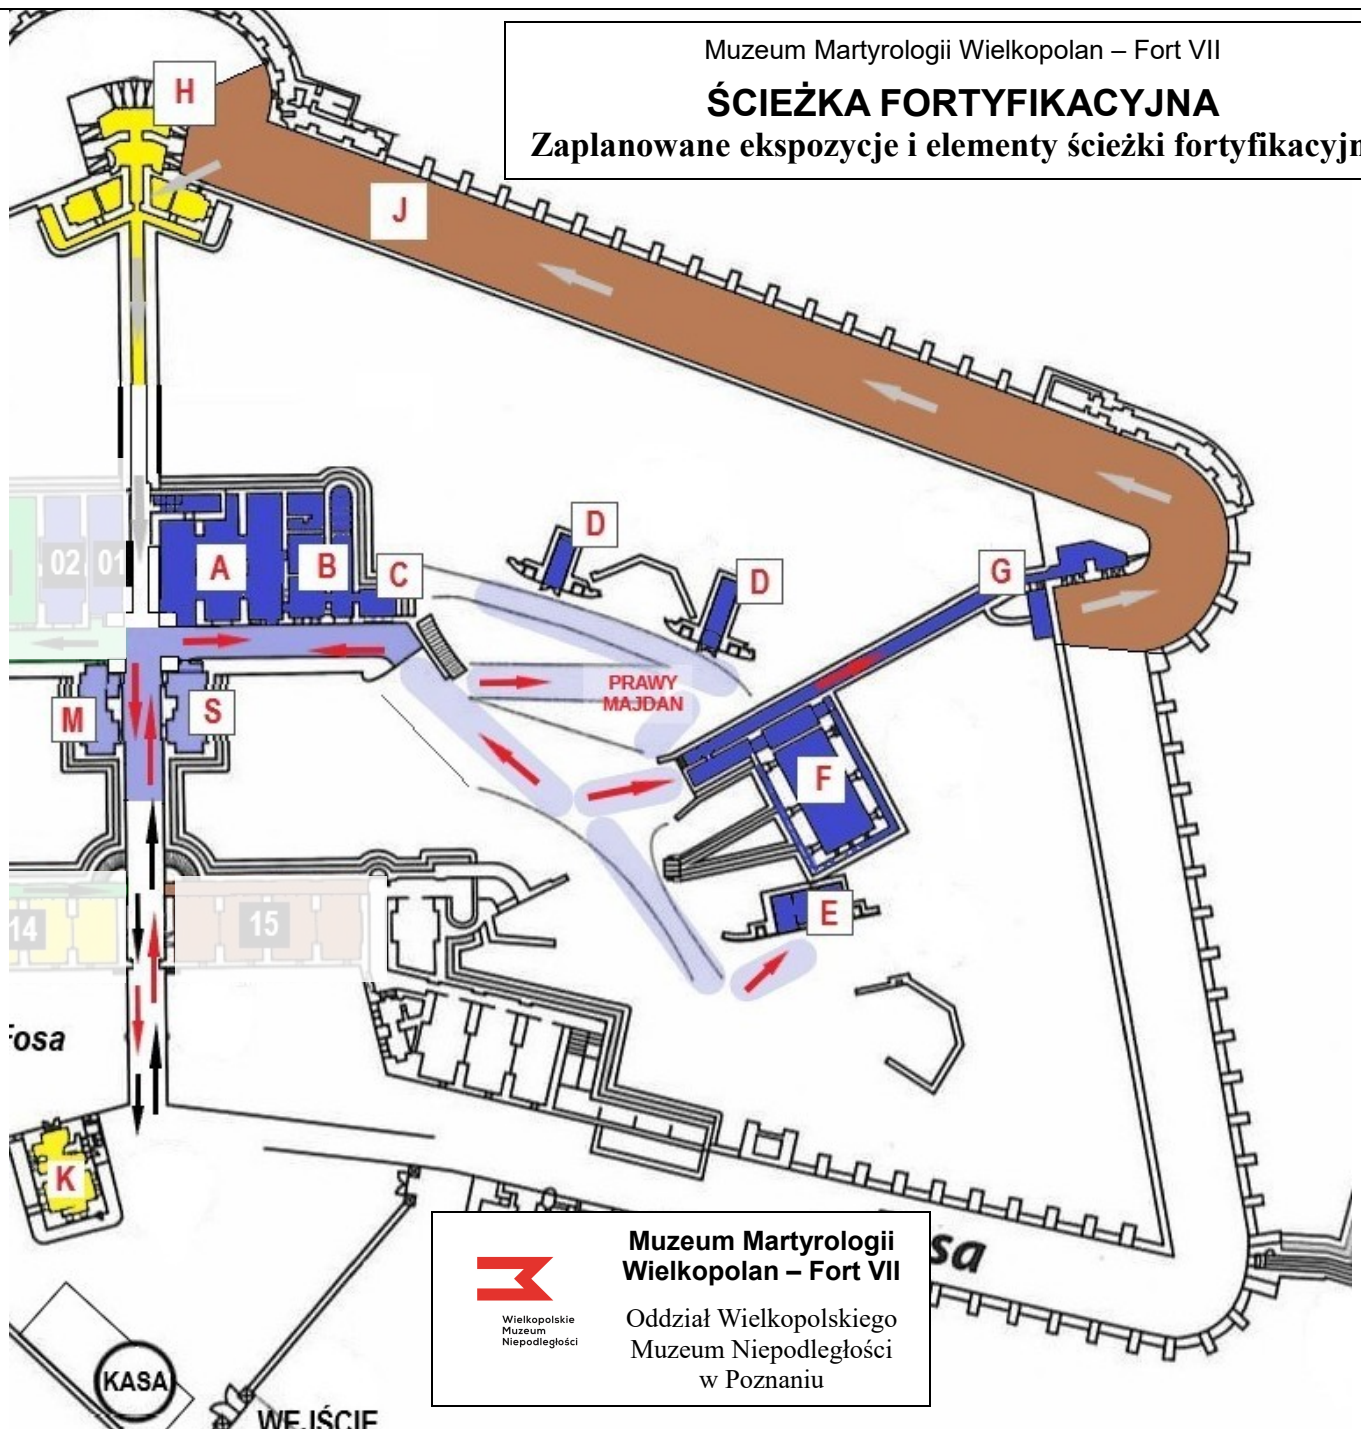 Muzeum Martyrologii Wielkopolan – Fort VII
ŚCIEŻKA FORTYFIKACYJNA
Zaplanowane ekspozycje i elementy ścieżki fortyfikacyjn
H
J
D
D
G
02 01 A B C
PRAWY
MAJDAN
M S
F
E
14 15
osa
K
sa
KASA
WEJŚCIE
Muzeum Martyrologii
Wielkopolan – Fort VII
Oddział Wielkopolskiego
Muzeum Niepodległości
w Poznaniu
Wielkopolskie
Muzeum
Niepodległości